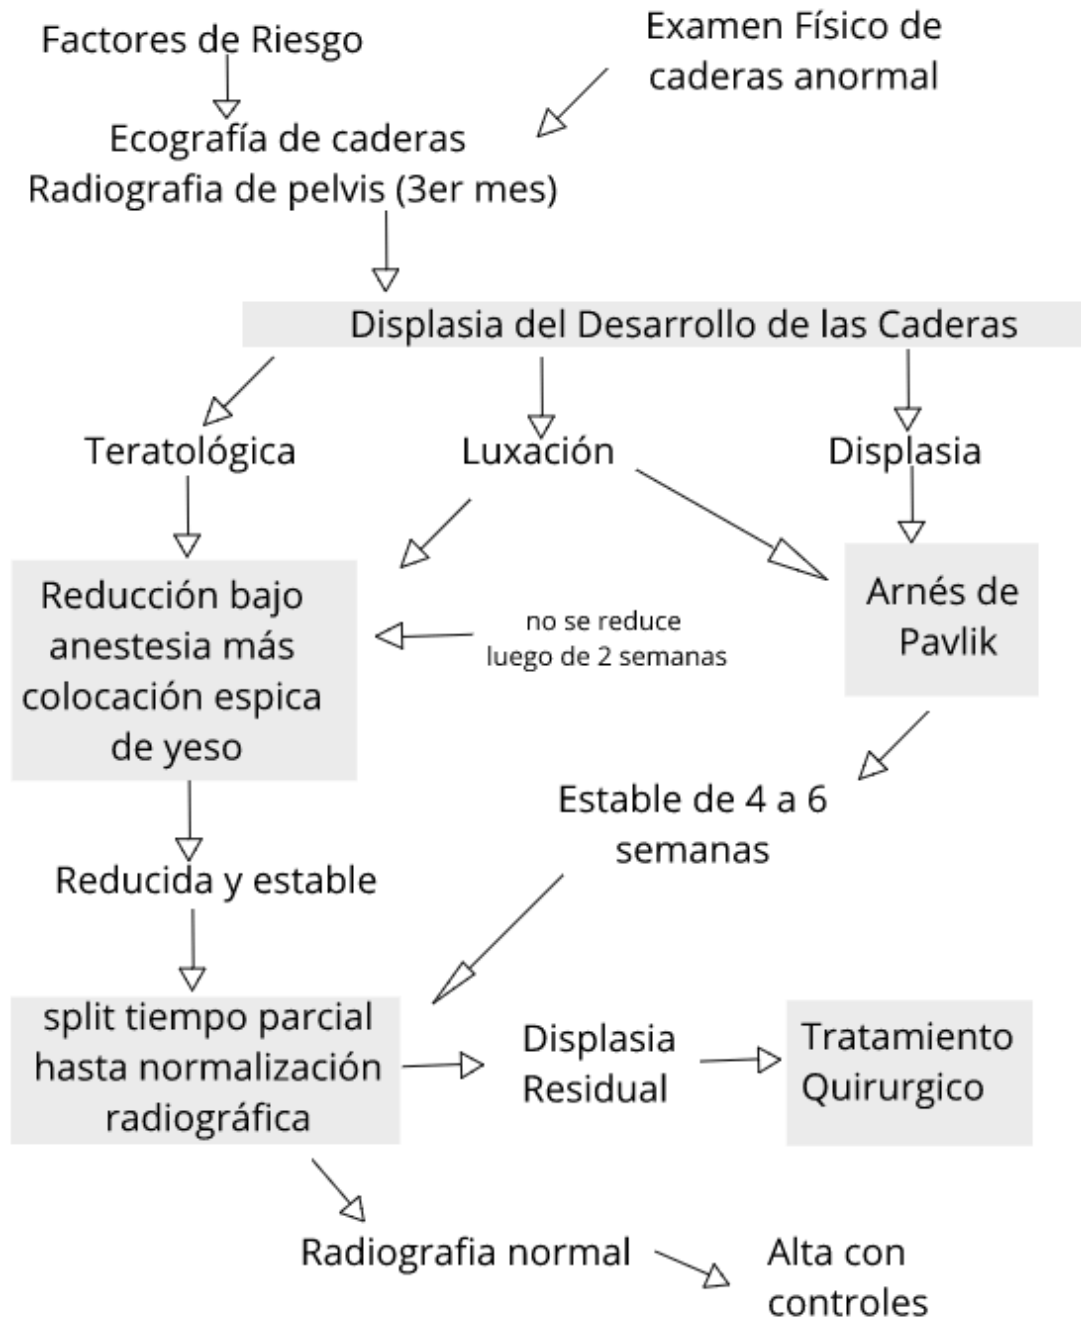 Factores de Riesgo
Examen Físico de
caderas anormal
Ecografía de caderas
Radiografia de pelvis (3er mes)
Displasia del Desarrollo de las Caderas
Teratológica
Luxación
Displasia
Reducción bajo
anestesia más
colocación espica
de yeso
no se reduce
luego de 2 semanas
Arnés de
Pavlik
Estable de 4 a 6
semanas
Reducida y estable
split tiempo parcial
hasta normalización
radiográfica
Displasia
Residual
Tratamiento
Quirurgico
Radiografia normal
Alta con
controles